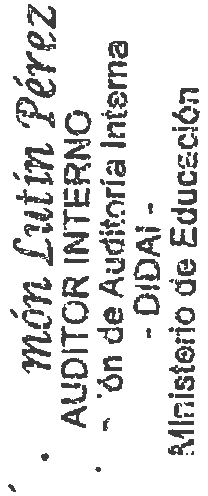 món Lutín Pérez
AUDITOR INTERNO
ón de Auditoría Interna
- DIDAI -
Ministerio de Educación